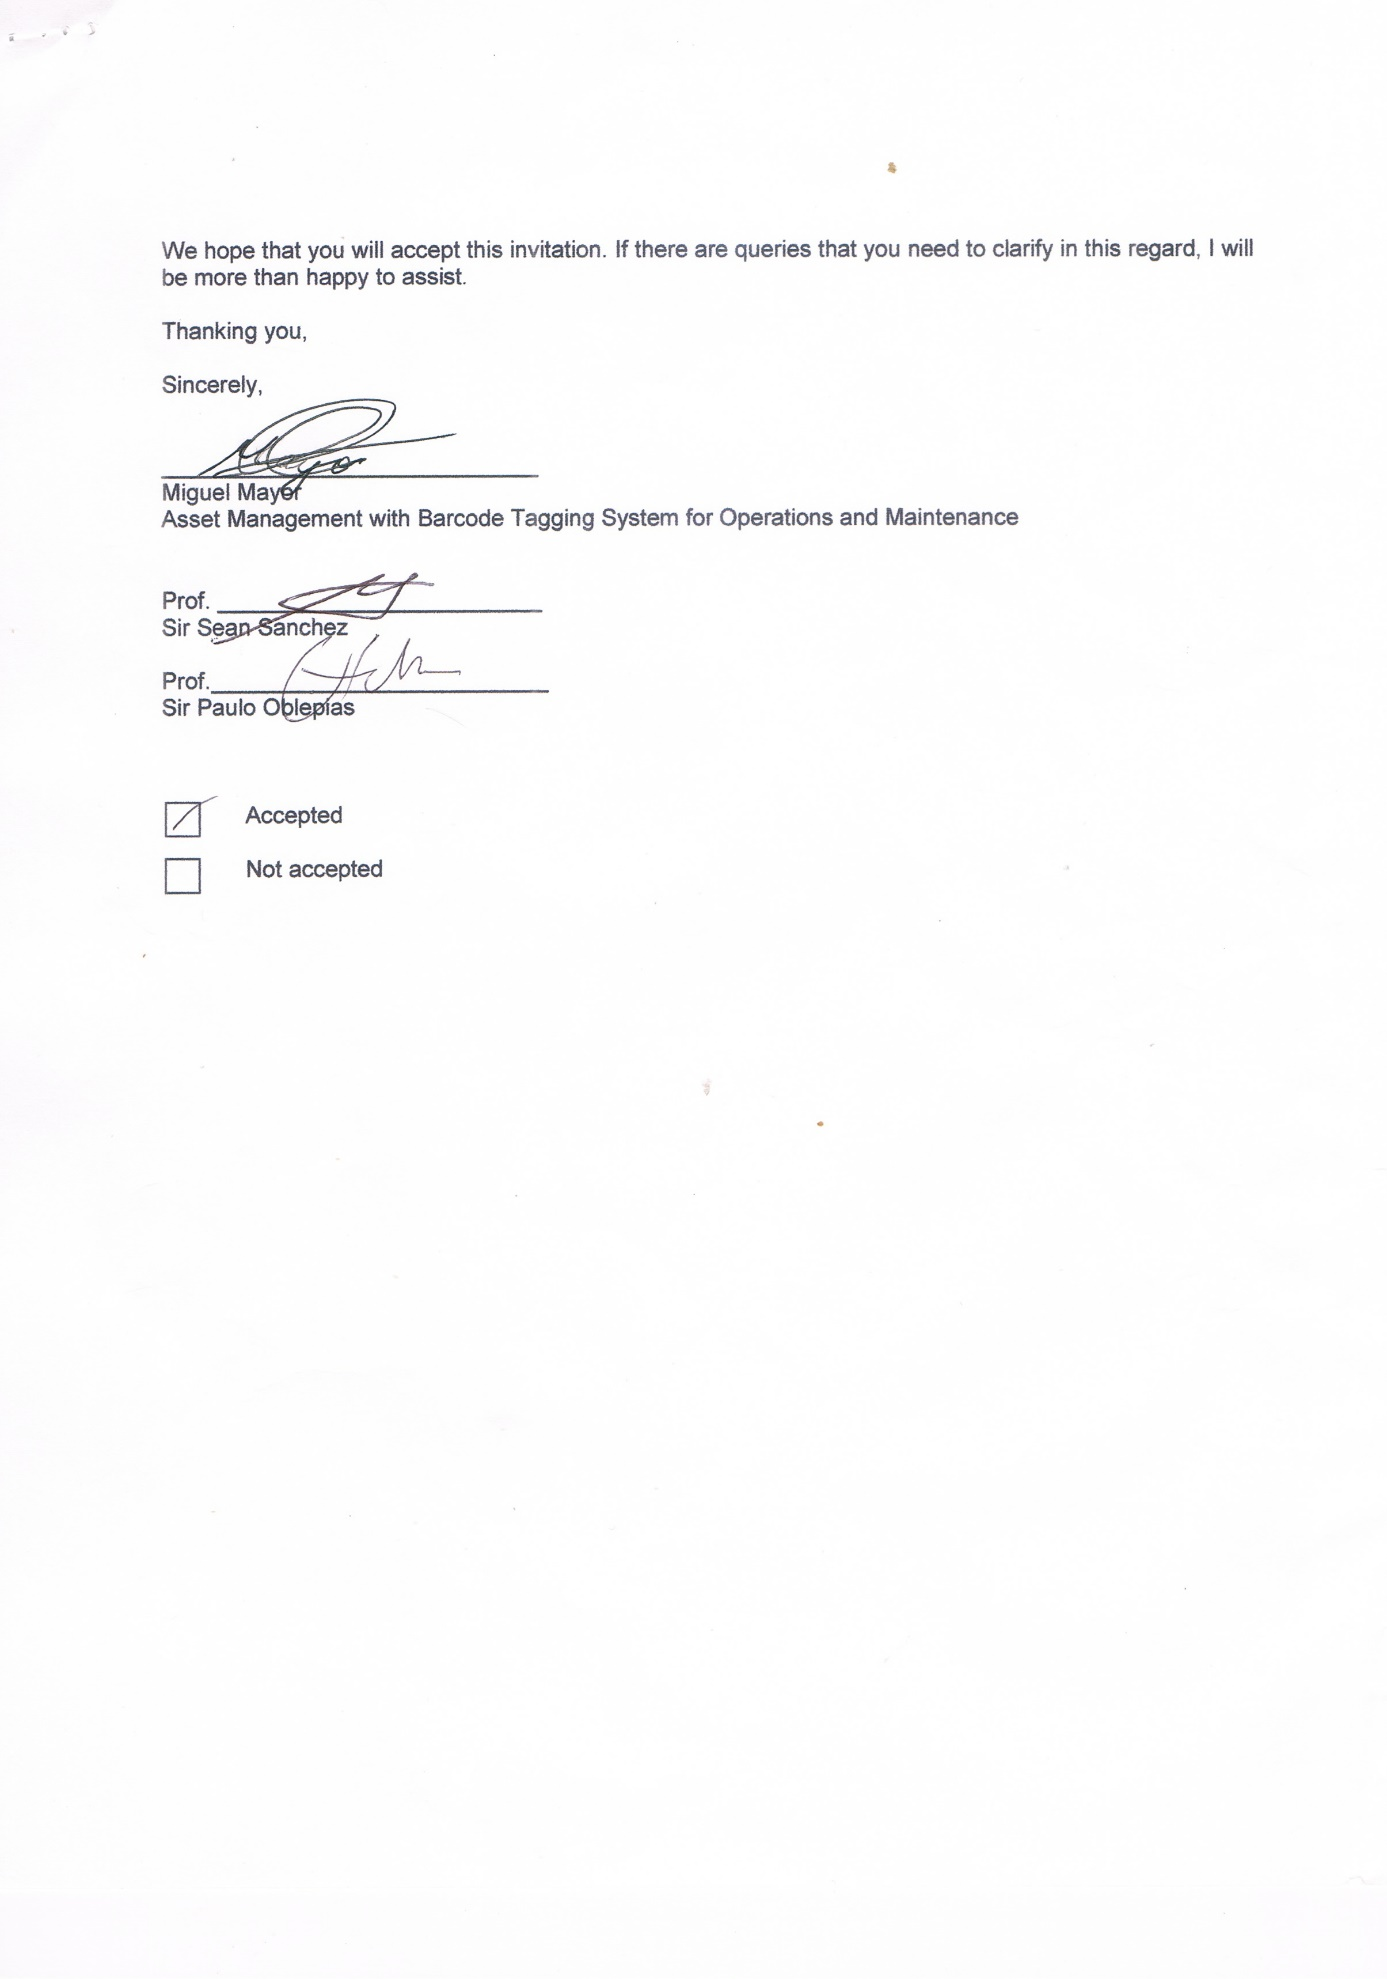 We hope that you will accept this invitation. If there are queries that you need to clarify in this regard, I will
be more than happy to assist.
Thanking you,
Sincerely,
Miguel Mayor
Asset Management with Barcode Tagging System for Operations and Maintenance
Prof.
Sir Sean Sanchez
Prof.
Sir Paulo Oblepias
Accepted
Not accepted